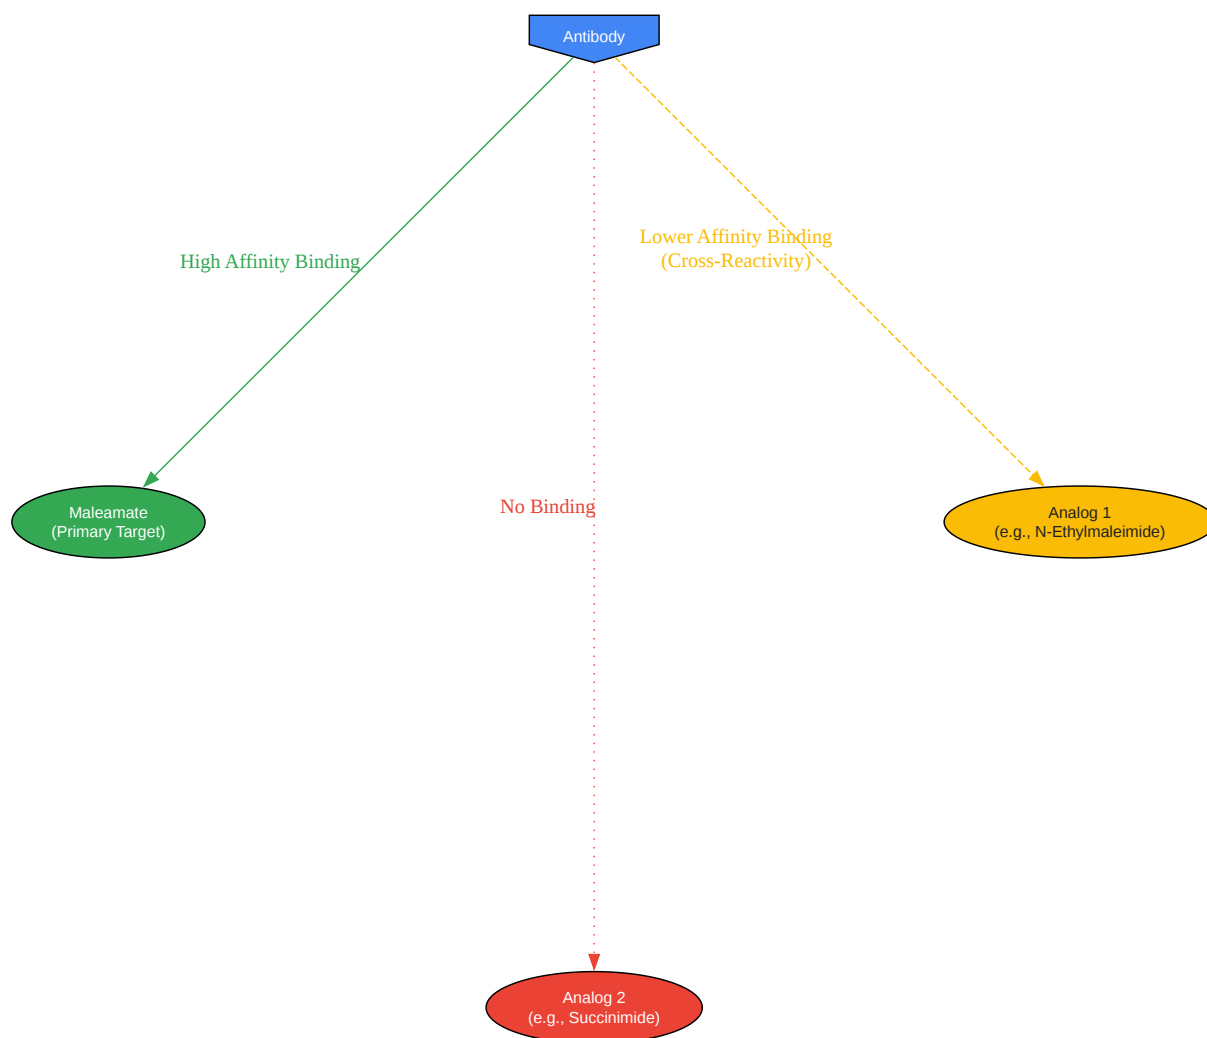 Antibody
High Affinity Binding
Lower Affinity Binding
(Cross-Reactivity)
No Binding
Maleamate
(Primary Target)
Analog 1
(e.g., N-Ethylmaleimide)
Analog 2
(e.g., Succinimide)